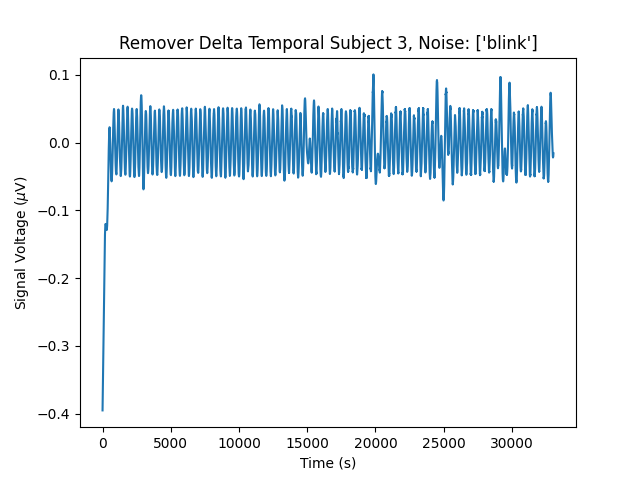 Remover Delta Temporal Subject 3, Noise: ['blink']
0.1
0.0
−0.1
−0.2
−0.3
−0.4
Signal Voltage (μV)
0 5000 10000 15000 20000 25000 30000
Time (s)